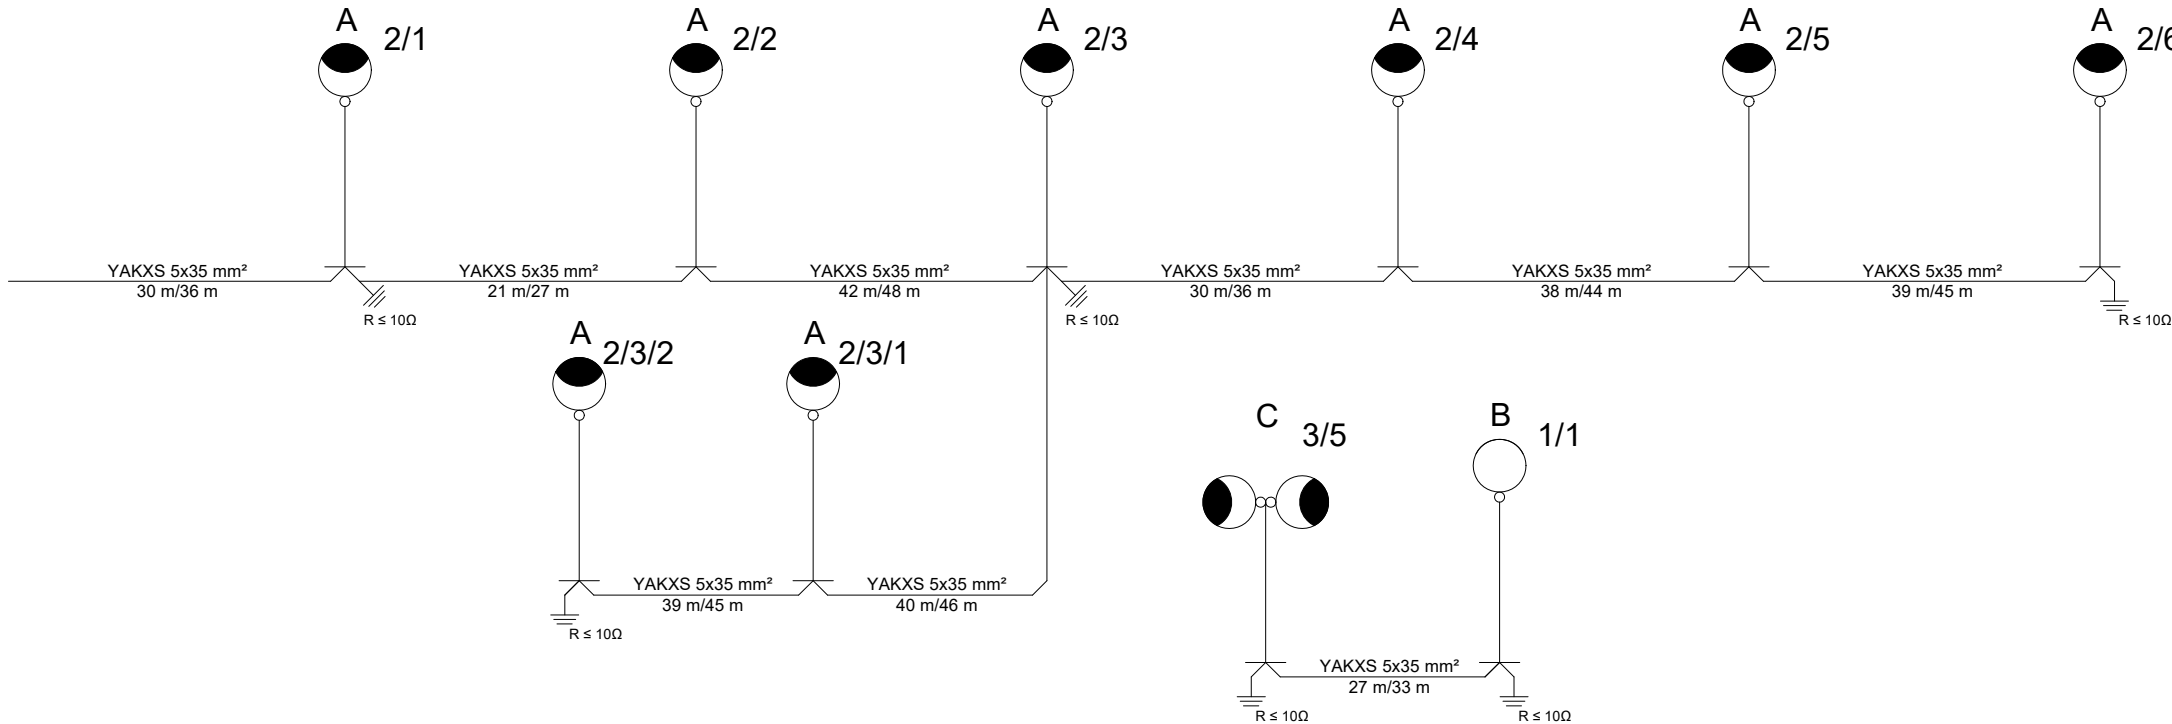 A
2/1
A
2/2
A
2/3
A
2/4
A
2/5
A
2/6
YAKXS 5x35 mm²
30 m/36 m
YAKXS 5x35 mm²
21 m/27 m
YAKXS 5x35 mm²
42 m/48 m
YAKXS 5x35 mm²
30 m/36 m
YAKXS 5x35 mm²
38 m/44 m
YAKXS 5x35 mm²
39 m/45 m
R ≤ 10Ω
R ≤ 10Ω
R ≤ 10Ω
A
2/3/2
A
2/3/1
C
3/5
B
1/1
YAKXS 5x35 mm²
39 m/45 m
YAKXS 5x35 mm²
40 m/46 m
R ≤ 10Ω
YAKXS 5x35 mm²
27 m/33 m
R ≤ 10Ω
R ≤ 10Ω